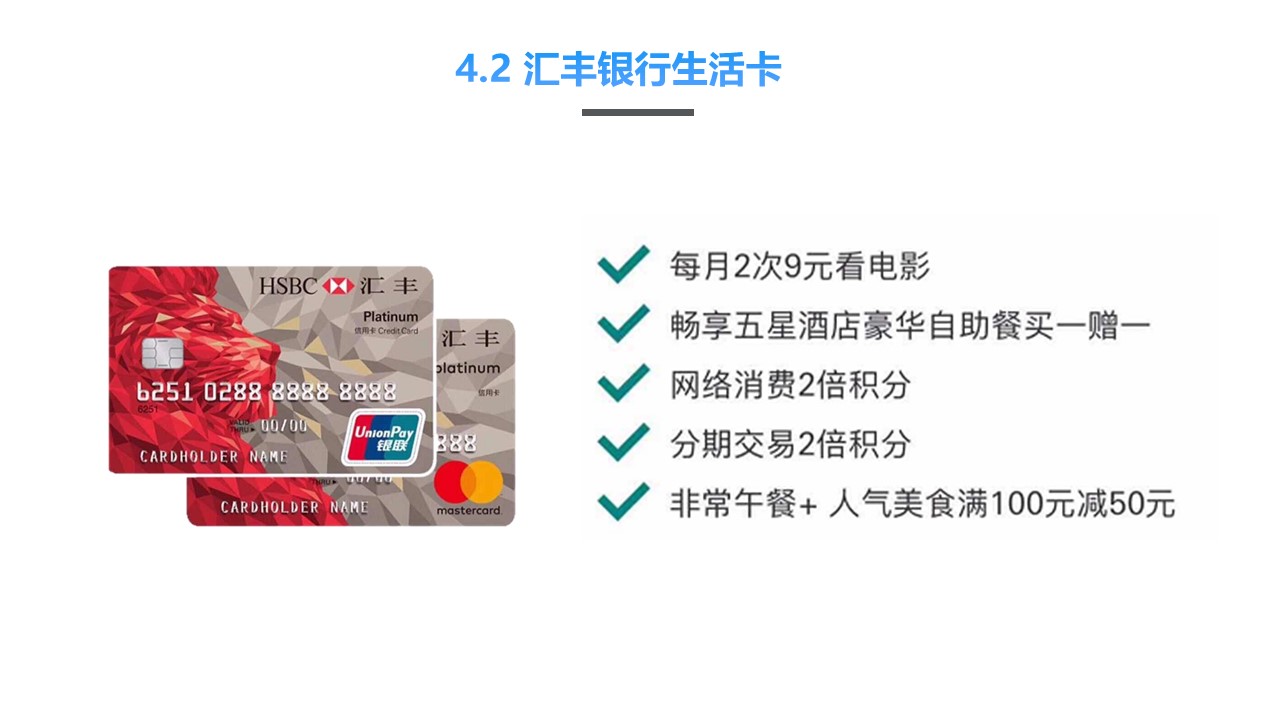 4.2 汇丰银行生活卡
HSBC 汇丰
Platinum
信用卡 Credit Card
6251 0288 8888 8888
6251
VALID THRU 00/00
CARDHOLDER NAME
UnionPay
银联
汇丰
platinum
信用卡
888
THRU 00/00
CARDHOLDER NAME
mastercard
每月2次9元看电影
畅享五星酒店豪华自助餐买一赠一
网络消费2倍积分
分期交易2倍积分
非常午餐+ 人气美食满100元减50元